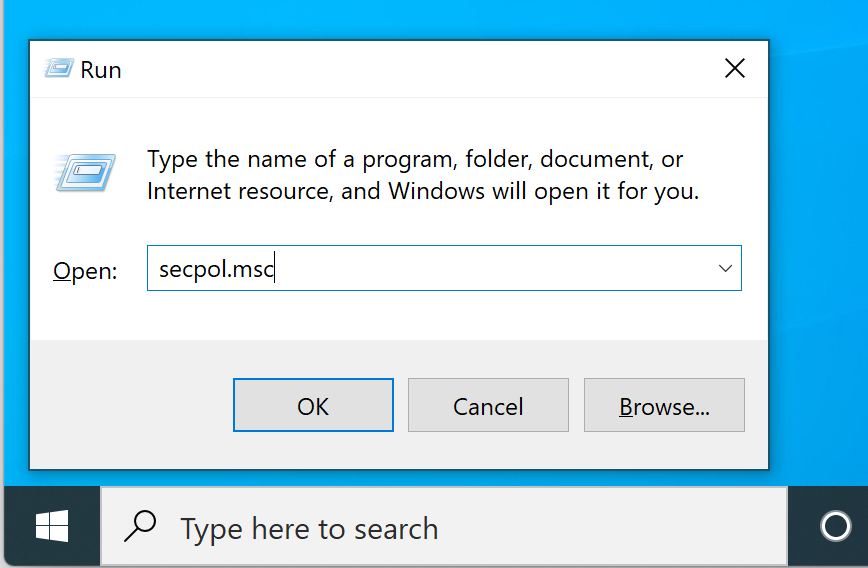 Run
Type the name of a program, folder, document, or
Internet resource, and Windows will open it for you.
Open:
secpol.msc
OK
Cancel
Browse...
Type here to search